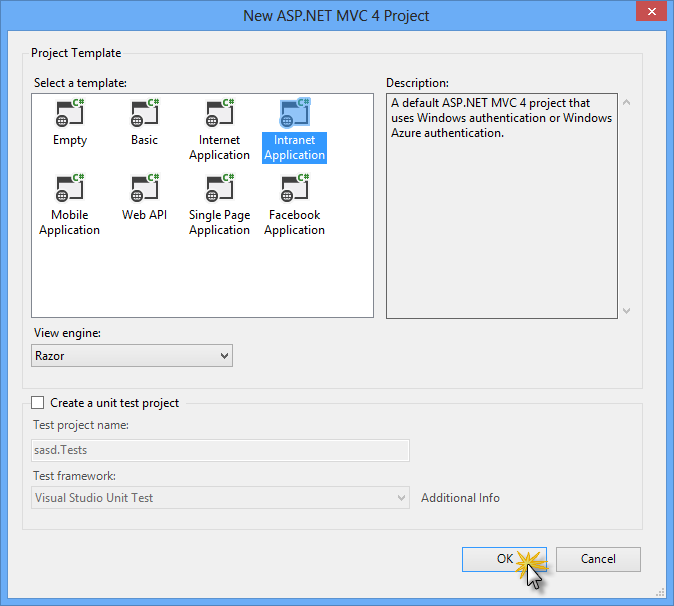 New ASP.NET MVC 4 Project
Project Template
Select a template:
Description:
C# C# C# C#
Empty
Basic
Internet
Application
Intranet
Application
A default ASP.NET MVC 4 project that
uses Windows authentication or Windows
Azure authentication.
C# C# C# C#
Mobile
Application
Web API
Single Page
Application
Facebook
Application
View engine:
Razor
Create a unit test project
Test project name:
sasd.Tests
Test framework:
Visual Studio Unit Test
Additional Info
OK
Cancel